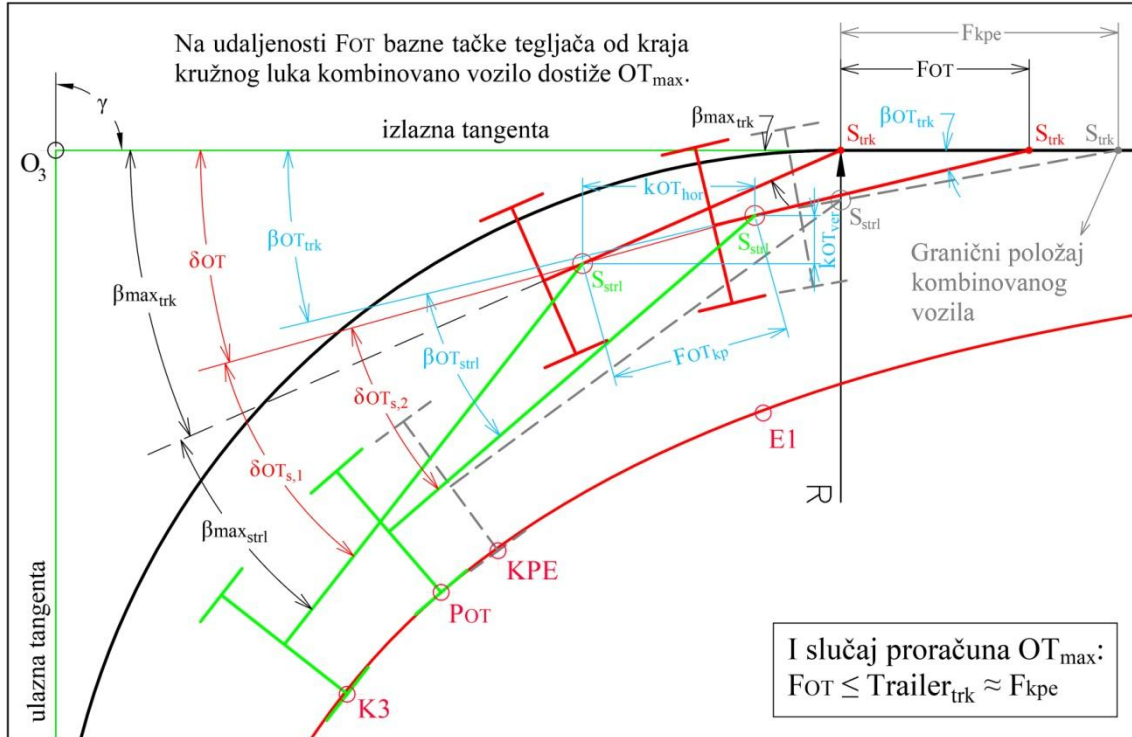 Na udaljenosti FOT bazne tačke tegljača od kraja
kružnog luka kombinovano vozilo dostiže OTmax.
Fkpe
FOT
γ
izlazna tangenta
βmaxtrk
βOTtrk
O3
Strk
Strk
Strk
kOThor
Sstrl
kOTver
Sstrl
Sstrl
δOT
βOTtrk
βmaxtrk
Granični položaj
kombinovanog
vozila
βOTstrl
FOTkp
δOTs,2
δOTs,1
E1
βmaxstrl
R
KPE
POT
K3
ulazna tangenta
I slučaj proračuna OTmax:
FOT ≤ Trailertrk ≈ Fkpe